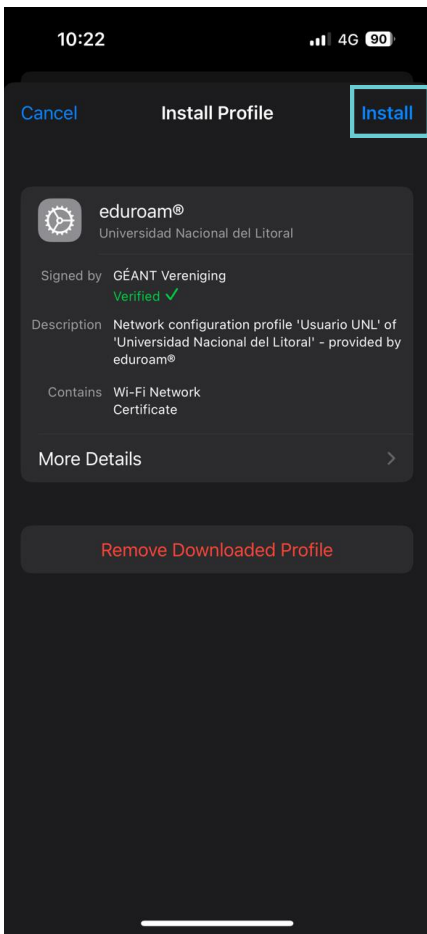 10:22 4G 90
Cancel Install Profile Install
eduroam®
Universidad Nacional del Litoral
Signed by GÉANT Vereniging
Verified ✓
Description Network configuration profile 'Usuario UNL' of
'Universidad Nacional del Litoral' - provided by
eduroam®
Contains Wi-Fi Network
Certificate
More Details
Remove Downloaded Profile